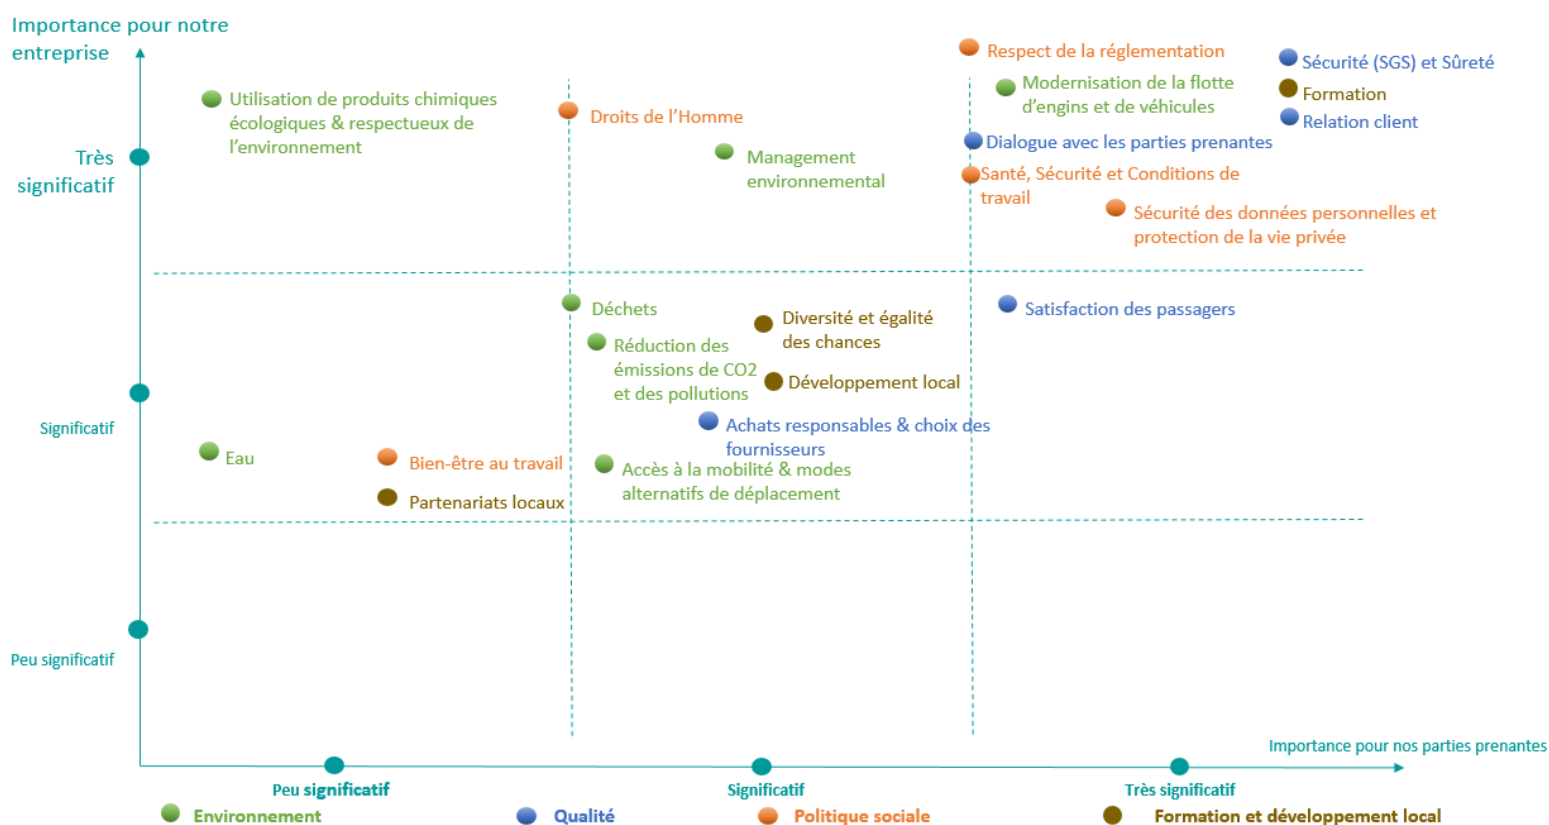 Importance pour notre
entreprise
Respect de la réglementation
Sécurité (SGS) et Sûreté
Modernisation de la flotte
d’engins et de véhicules
Formation
Relation client
Utilisation de produits chimiques
écologiques & respectueux de
l’environnement
Droits de l’Homme
Dialogue avec les parties prenantes
Management
environnemental
Très
significatif
Santé, Sécurité et Conditions de
travail
Sécurité des données personnelles et
protection de la vie privée
Déchets
Diversité et égalité
des chances
Satisfaction des passagers
Réduction des
émissions de CO2
et des pollutions
Développement local
Significatif
Achats responsables & choix des
fournisseurs
Eau
Bien-être au travail
Accès à la mobilité & modes
alternatifs de déplacement
Partenariats locaux
Peu significatif
Importance pour nos parties prenantes
Peu significatif
Significatif
Très significatif
Environnement
Qualité
Politique sociale
Formation et développement local